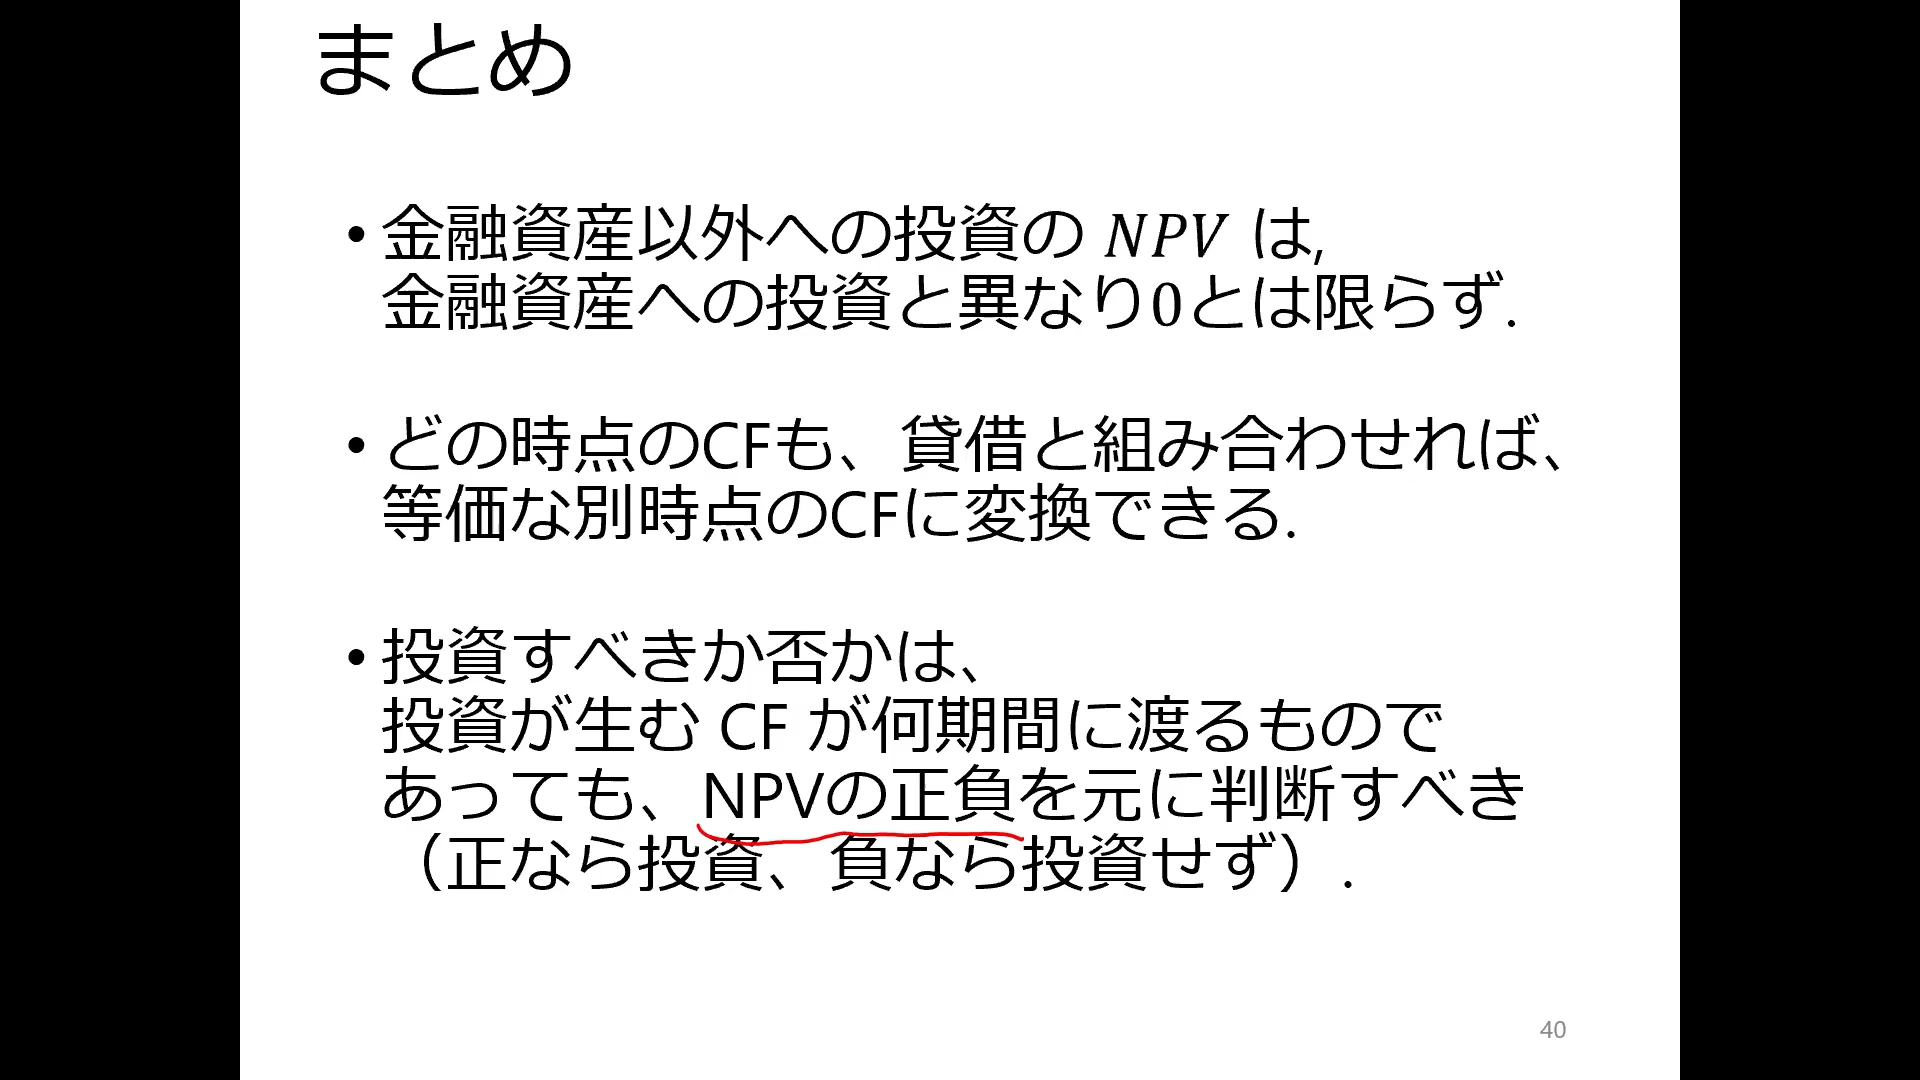 まとめ
• 金融資産以外への投資の NPV は,
金融資産への投資と異なり0とは限らず.
• どの時点のCFも、貸借と組み合わせれば、
等価な別時点のCFに変換できる.
• 投資すべきか否かは、
投資が生む CF が何期間に渡るもので
あっても、NPVの正負を元に判断すべき
（正なら投資、負なら投資せず）.
40